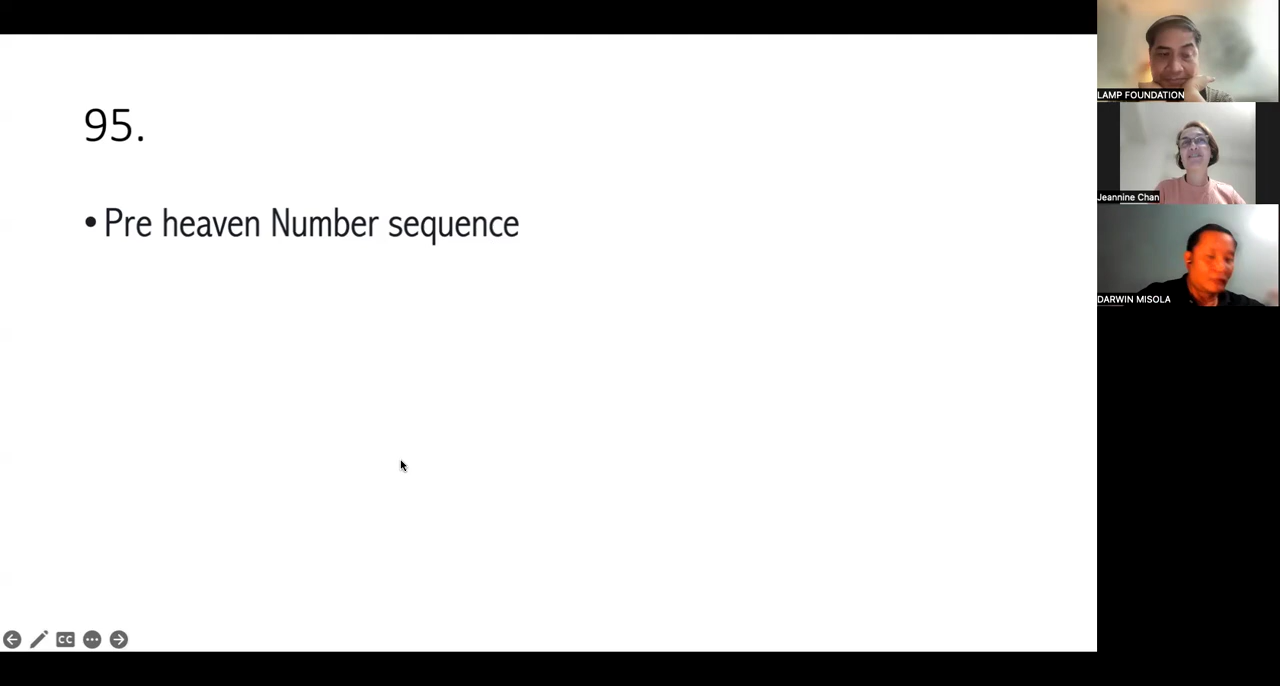 95.
• Pre heaven Number sequence
LAMP FOUNDATION
Jeannine Chan
DARWIN MISOLA
CC